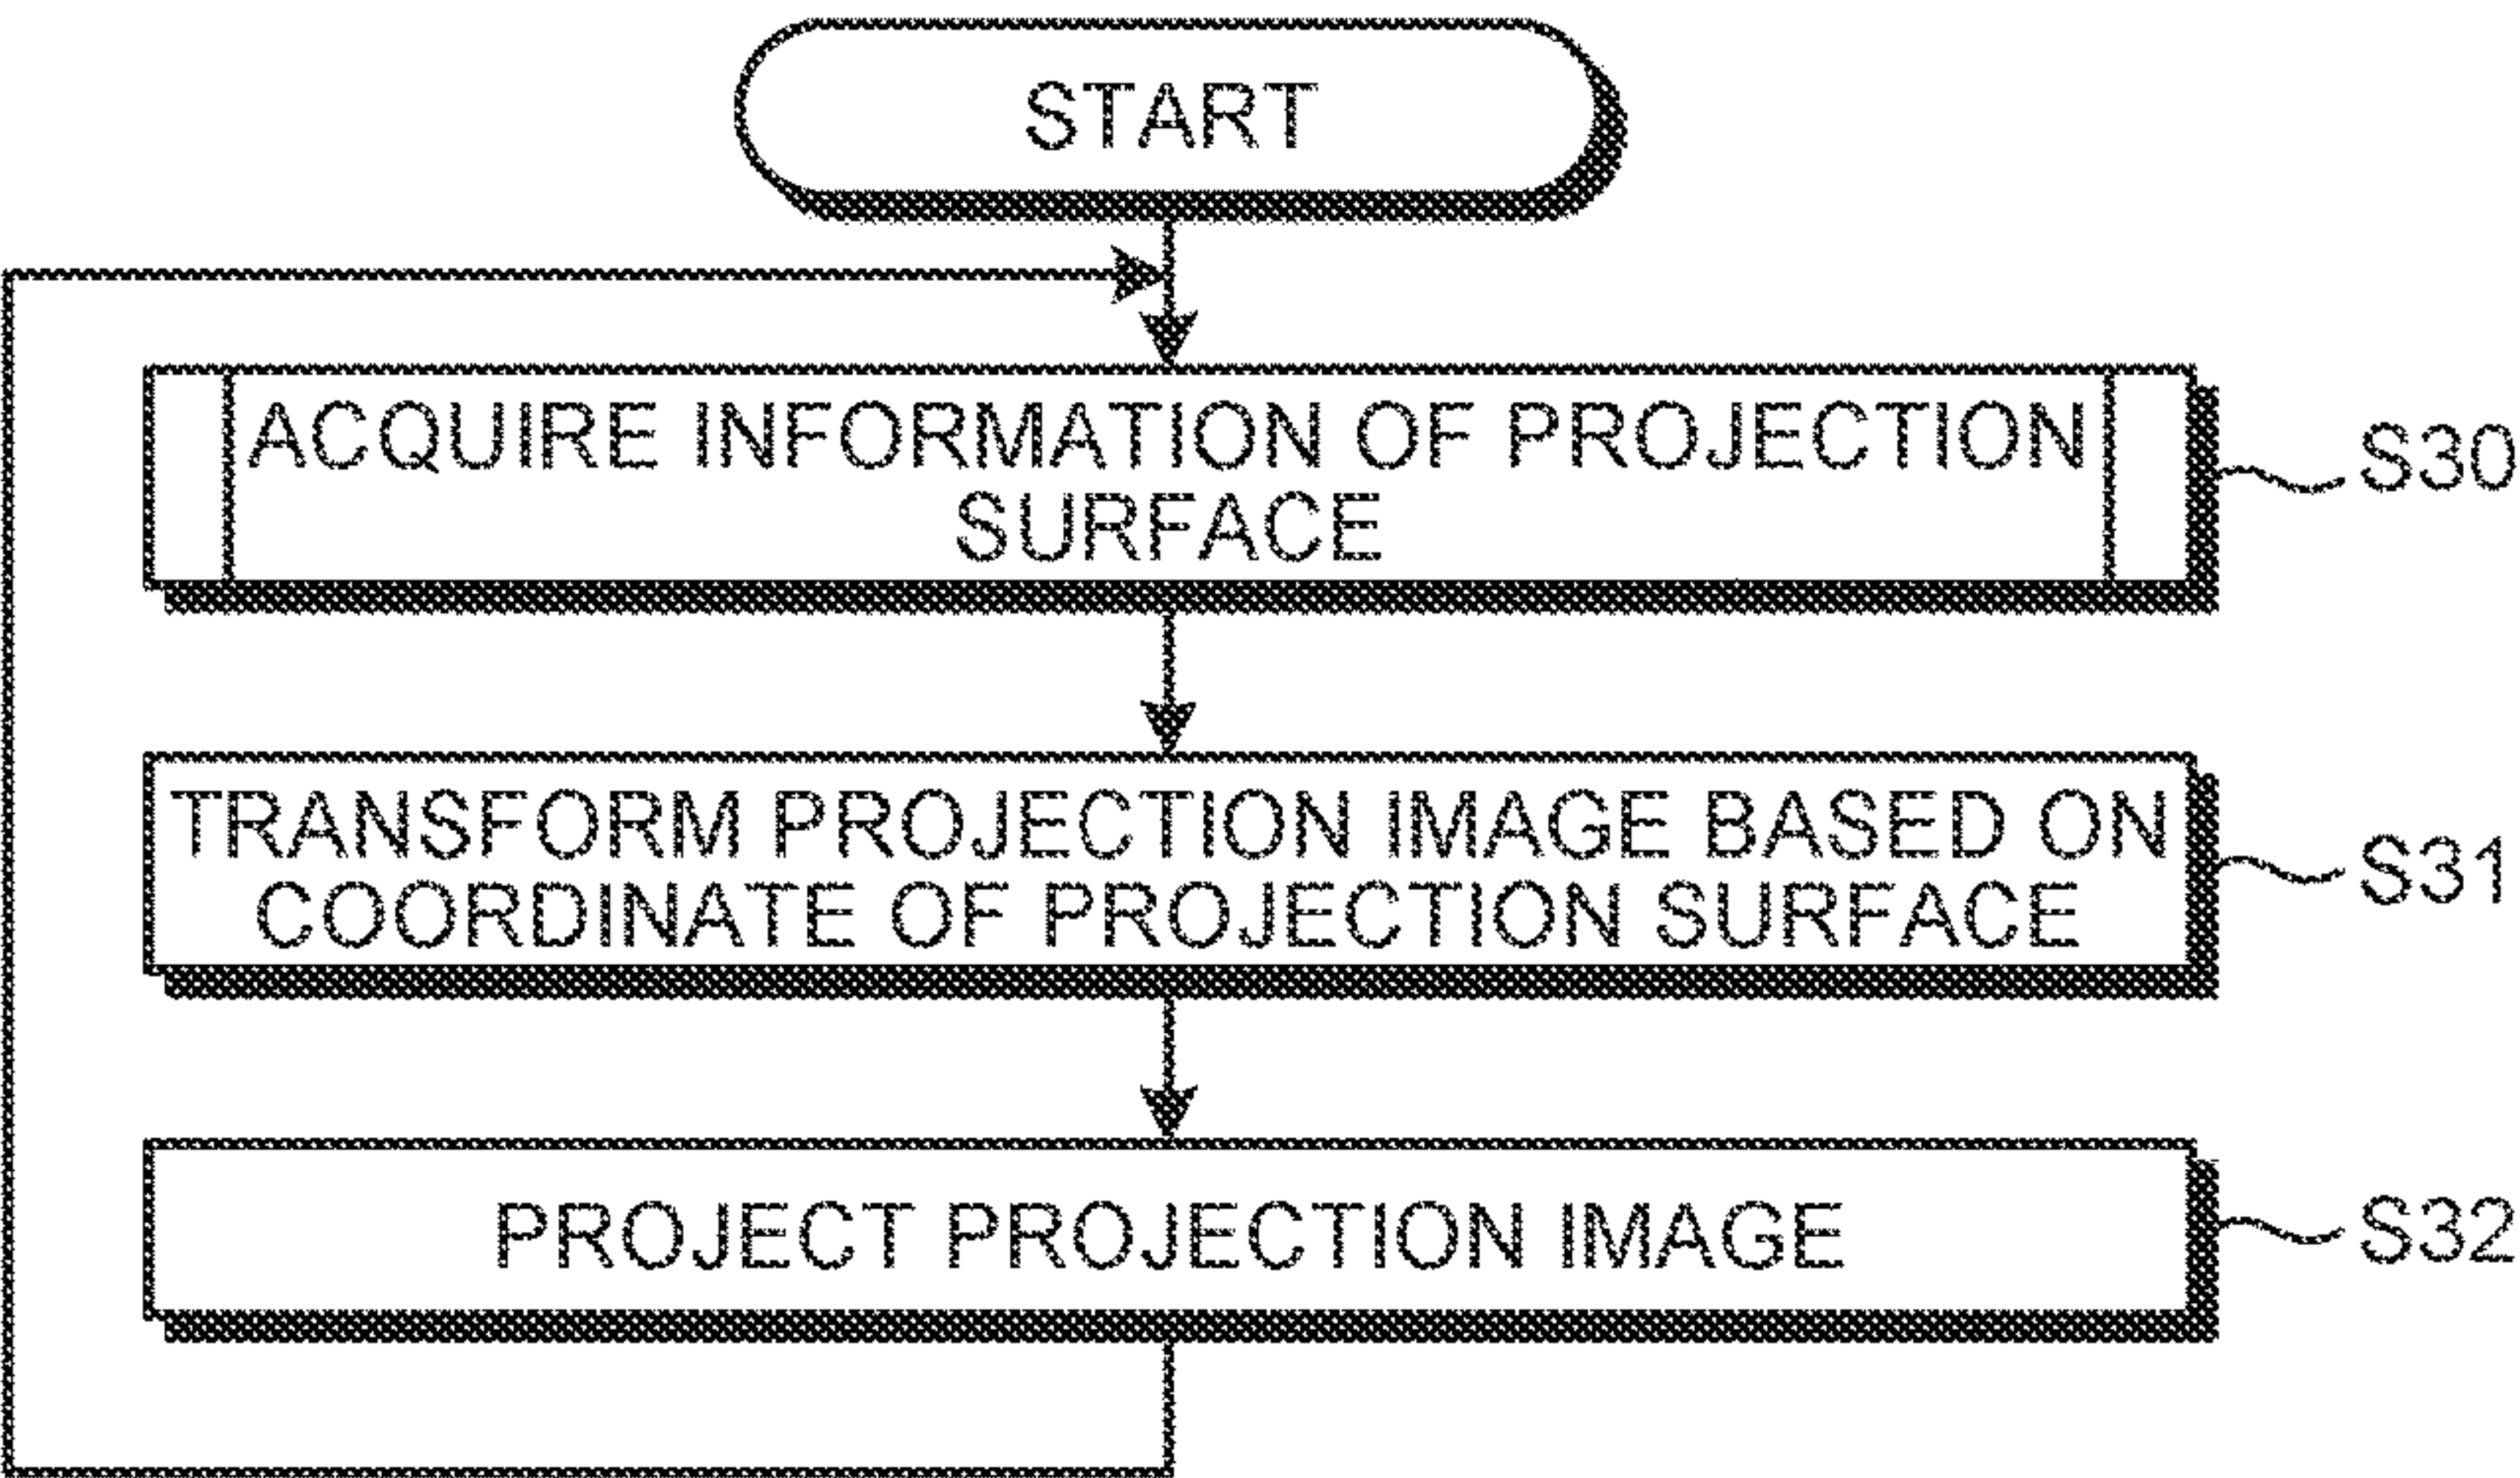 START
ACQUIRE INFORMATION OF PROJECTION
SURFACE
S30
TRANSFORM PROJECTION IMAGE BASED ON
COORDINATE OF PROJECTION SURFACE
S31
PROJECT PROJECTION IMAGE
S32